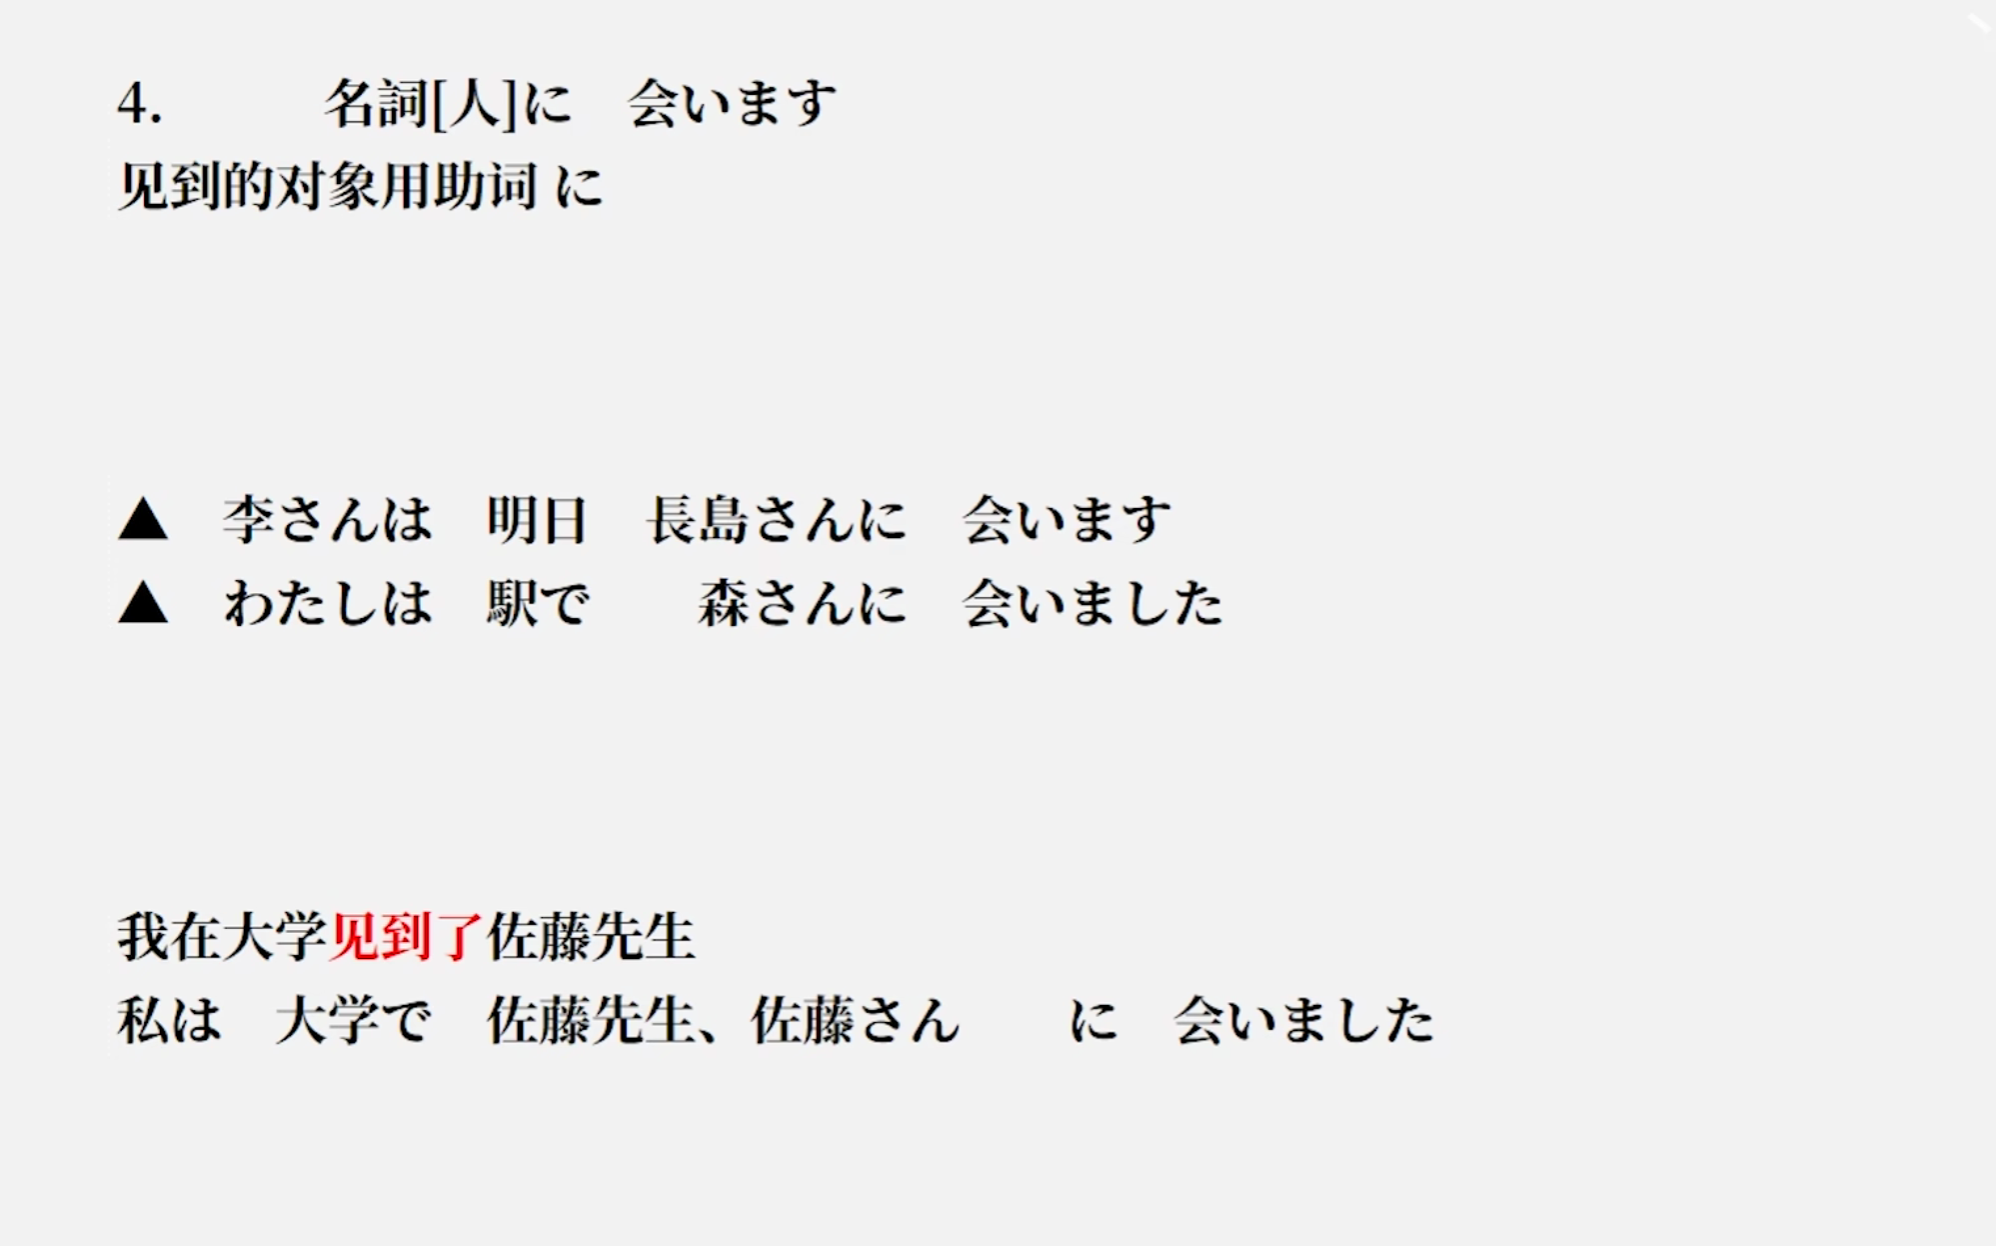 4.　　　名詞[人]に　会います
见到的对象用助词 に
▲　李さんは　明日　長島さんに　会います
▲　わたしは　駅で　　森さんに　会いました
我在大学见到了佐藤先生
私は　大学で　佐藤先生、佐藤さん　　に　会いました